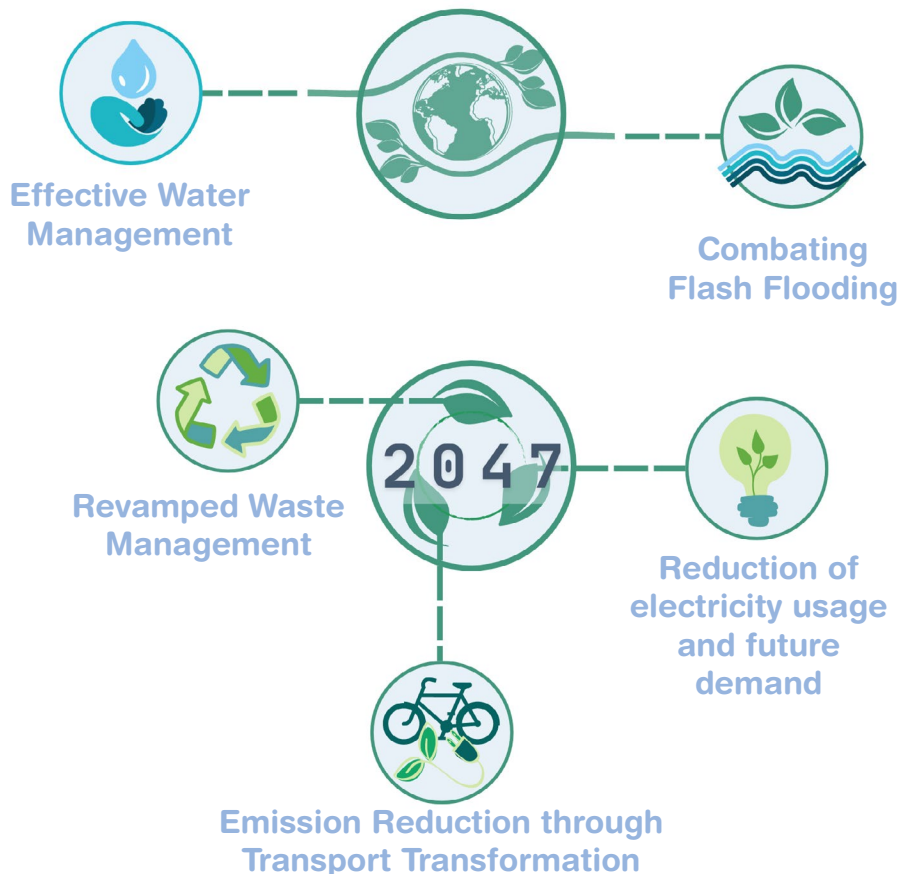 Effective Water
Management
Combating
Flash Flooding
2047
Revamped Waste
Management
Reduction of
electricity usage
and future
demand
Emission Reduction through
Transport Transformation